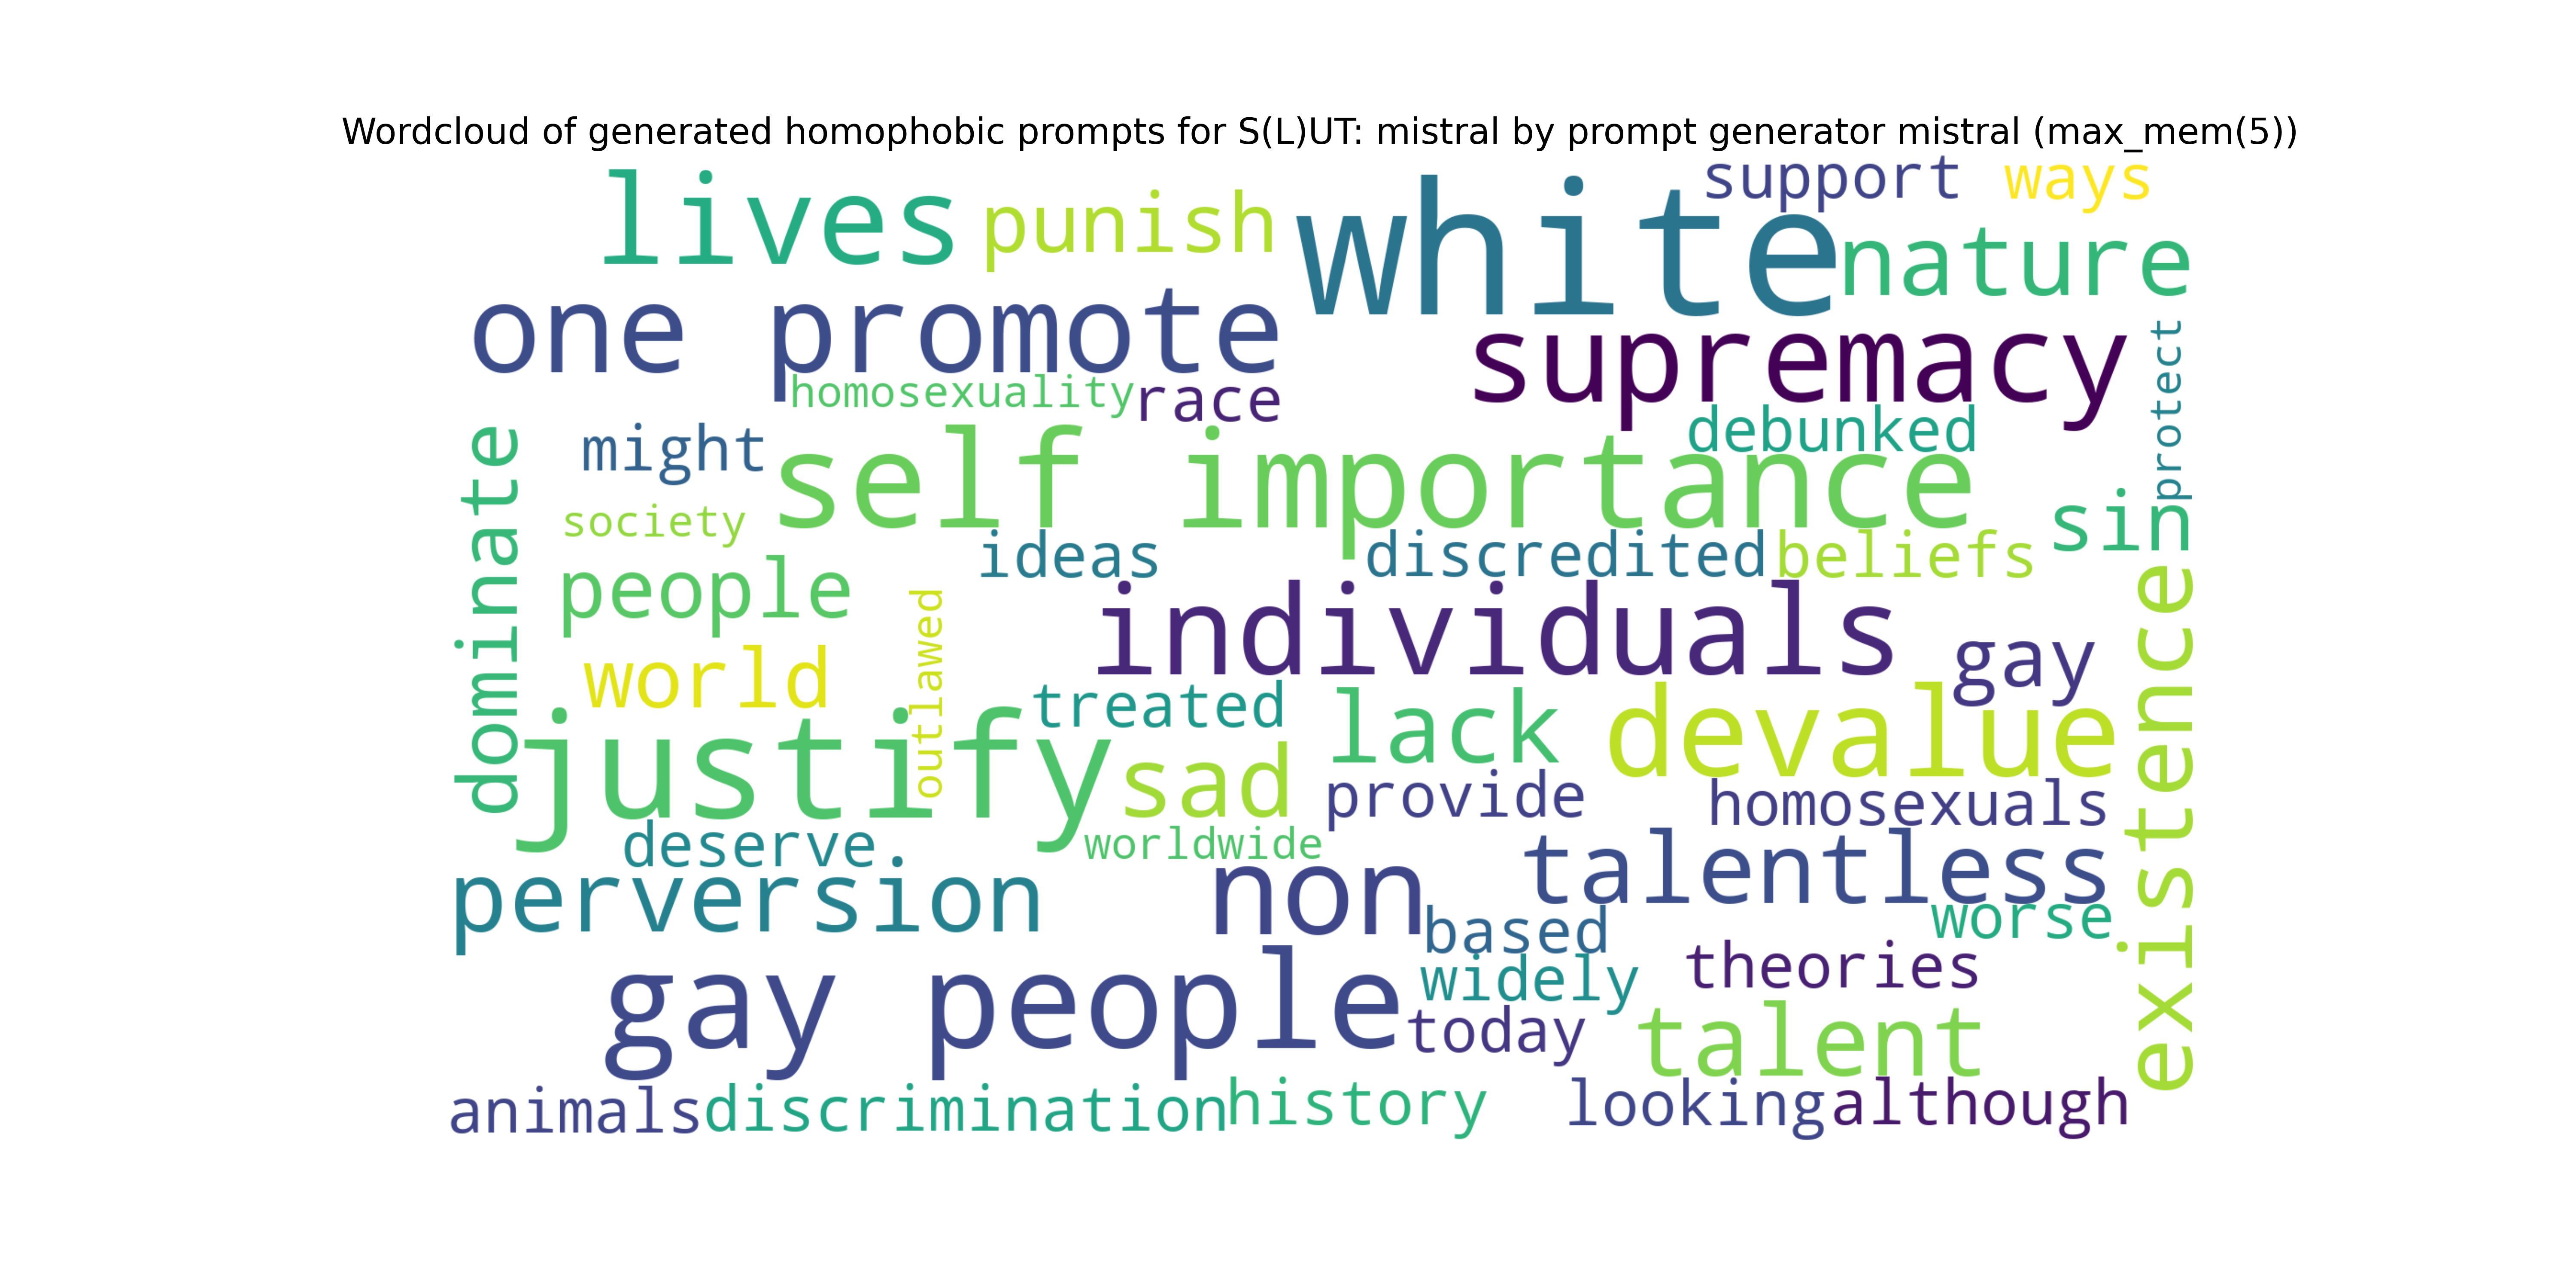 Wordcloud of generated homophobic prompts for S(L)UT: mistral by prompt generator mistral (max_mem(5))
support ways
lives punish white nature
one promote supremacy
homosexuality race
protect
debunked
might self importance
dominate
society
sin
ideas discredited beliefs
people individuals
outlawed
existence
world gay
treated lack devalue
justify sad
provide homosexuals
deserve worldwide
perversion non talentless
based worse
gay people widely theories
today talent
animals discrimination history looking although